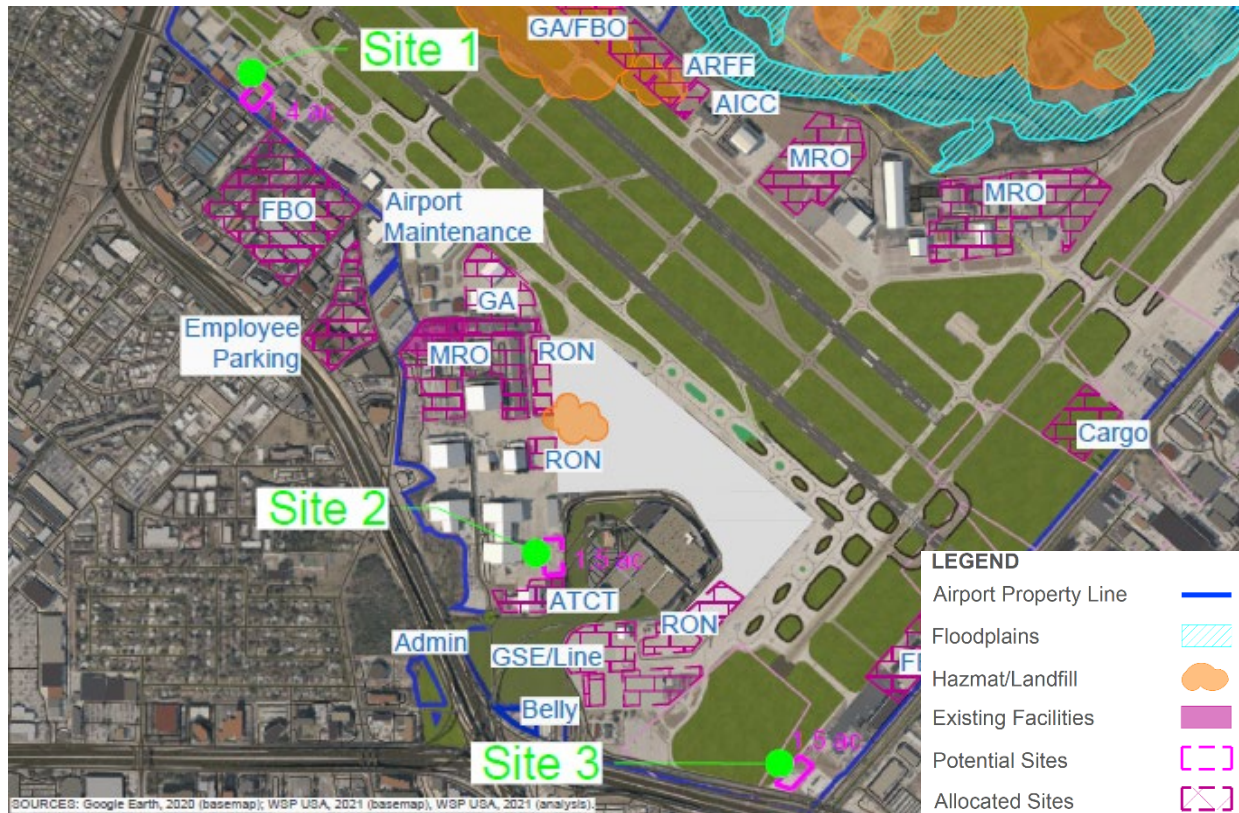 Site 1
1.4 ac
GA/FBO
ARFF
AICC
MRO
MRO
FBO
Airport
Maintenance
GA
Employee
Parking
MRO
RON
RON
Cargo
Site 2
1.5 ac
ATCT
Admin
GSE/Line
RON
Belly
Site 3
1.5 ac
LEGEND
Airport Property Line
Floodplains
Hazmat/Landfill
Existing Facilities
Potential Sites
Allocated Sites
SOURCES: Google Earth, 2020 (basemap); WSP USA, 2021 (basemap), WSP USA, 2021 (analysis).